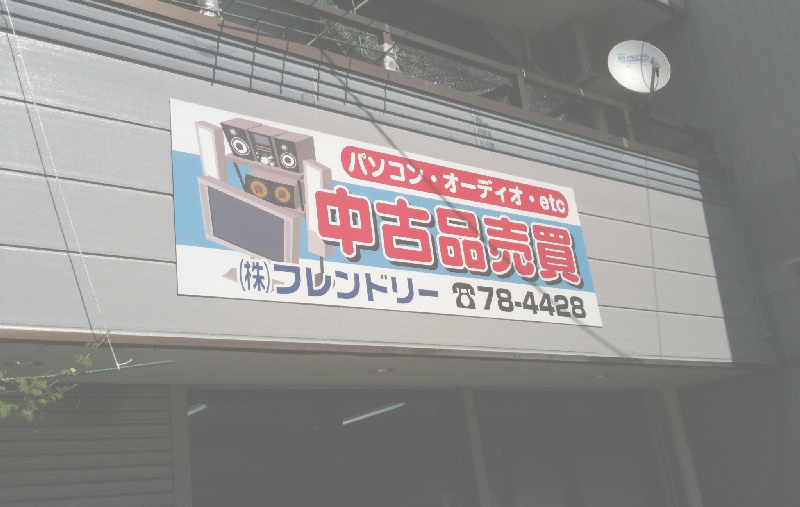 パソコン・オーディオ・etc
中古品売買
(株)フレンドリー ☎78-4428